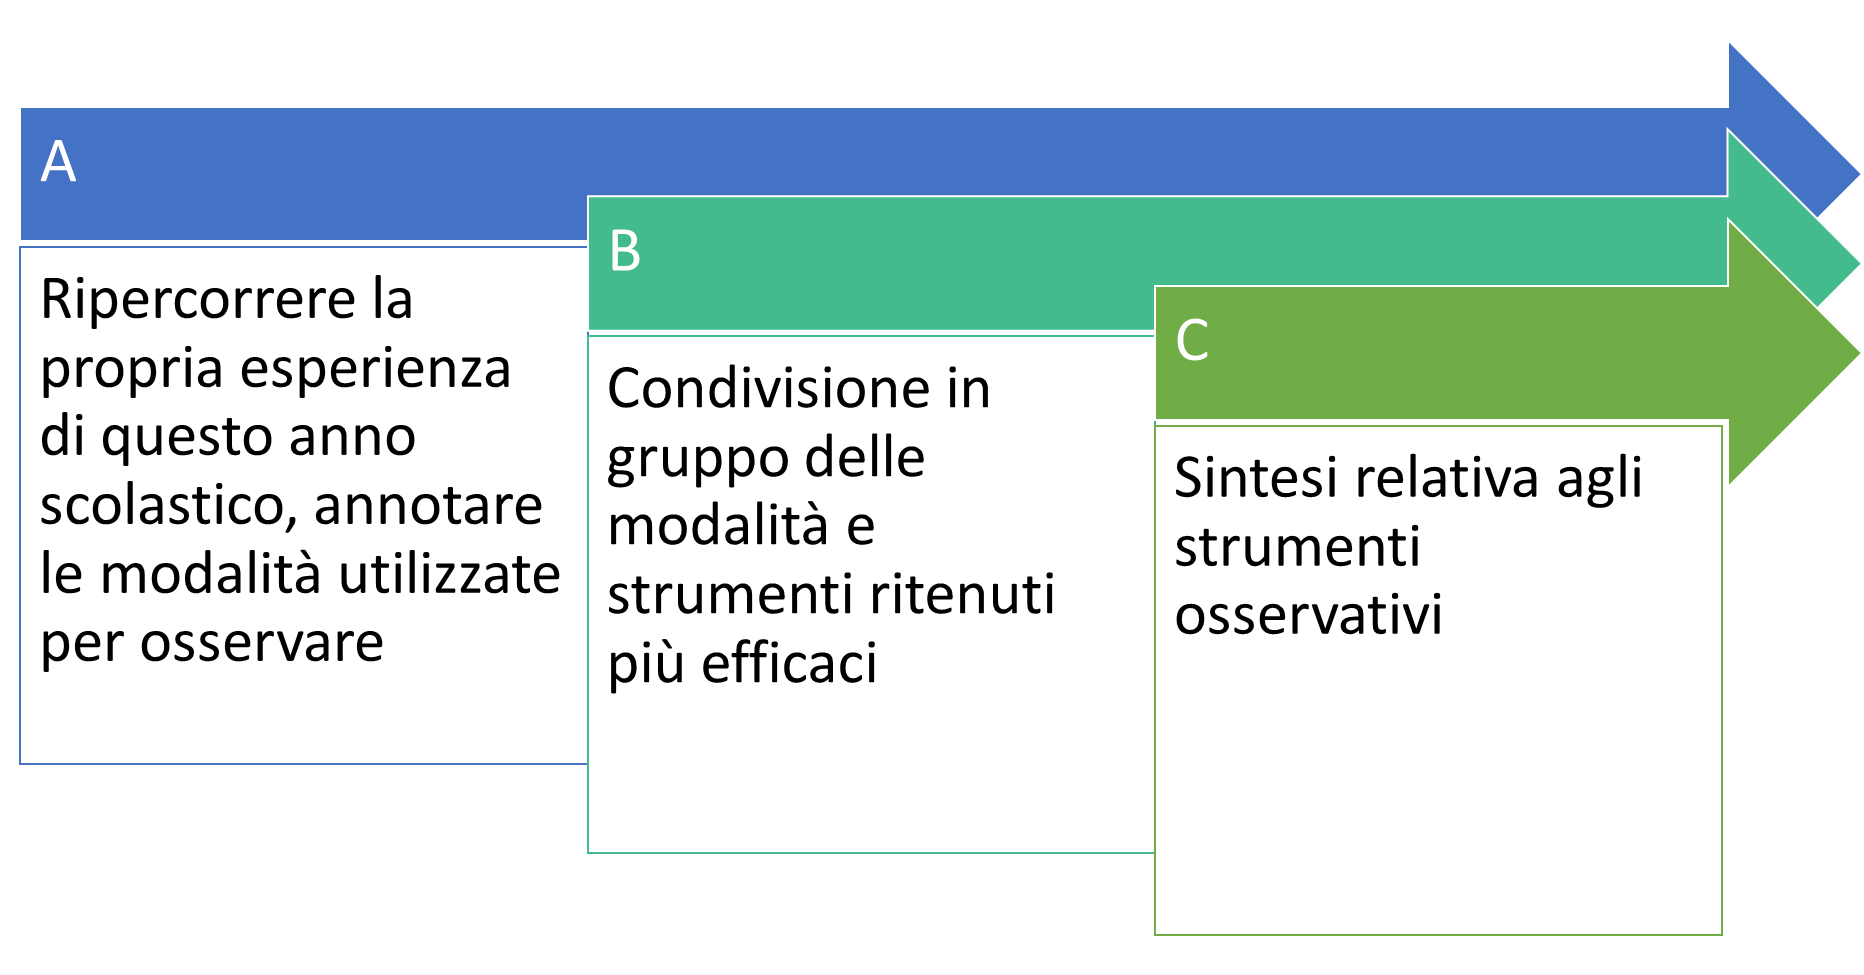 A
Ripercorrere la
propria esperienza
di questo anno
scolastico, annotare
le modalità utilizzate
per osservare
B
Condivisione in
gruppo delle
modalità e
strumenti ritenuti
più efficaci
C
Sintesi relativa agli
strumenti
osservativi